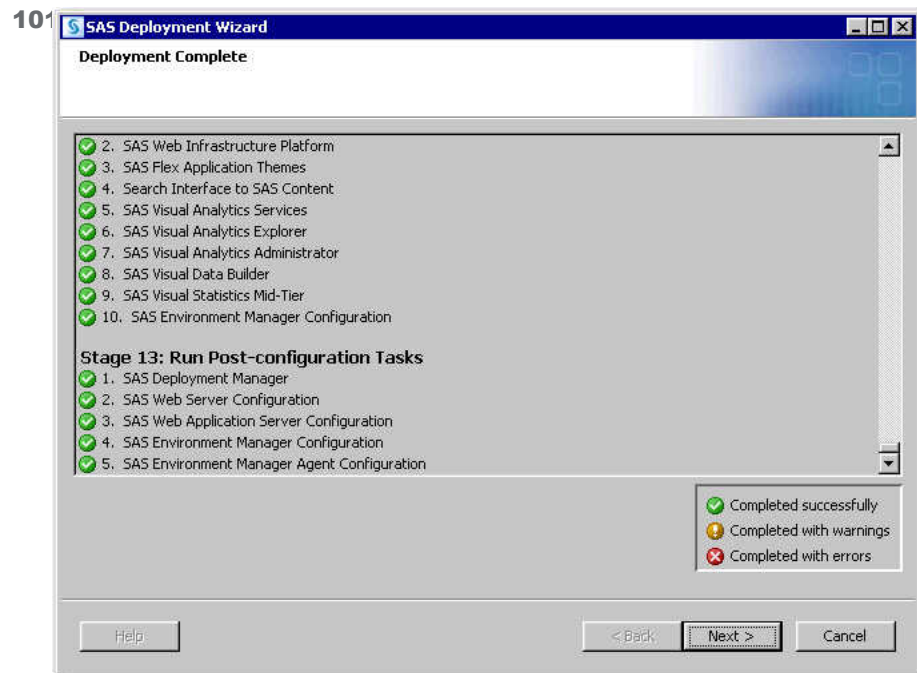 101
SAS Deployment Wizard
Deployment Complete
2. SAS Web Infrastructure Platform
3. SAS Flex Application Themes
4. Search Interface to SAS Content
5. SAS Visual Analytics Services
6. SAS Visual Analytics Explorer
7. SAS Visual Analytics Administrator
8. SAS Visual Data Builder
9. SAS Visual Statistics Mid-Tier
10. SAS Environment Manager Configuration
Stage 13: Run Post-configuration Tasks
1. SAS Deployment Manager
2. SAS Web Server Configuration
3. SAS Web Application Server Configuration
4. SAS Environment Manager Configuration
5. SAS Environment Manager Agent Configuration
Completed successfully
Completed with warnings
Completed with errors
Help
< Back
Next >
Cancel